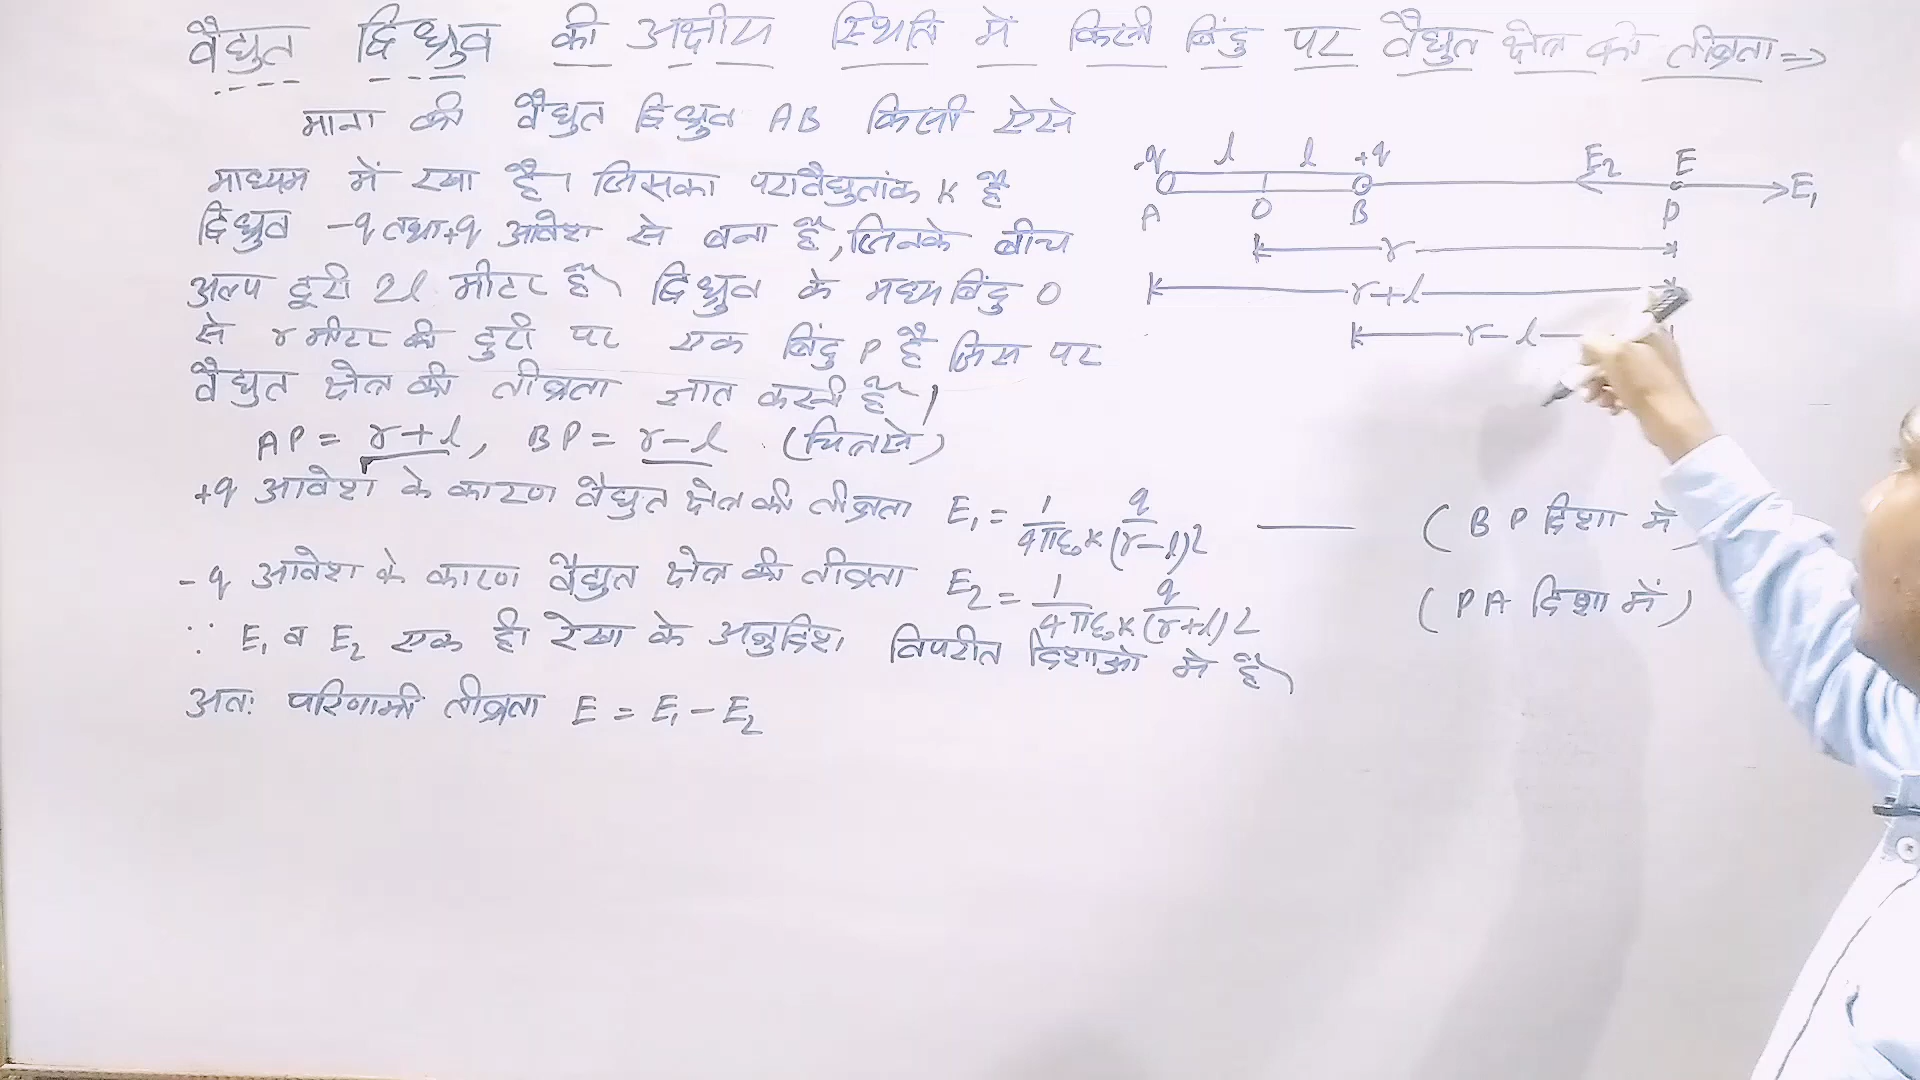 वैद्युत द्विध्रुव की अक्षीय स्थिति में किसी बिंदु पर वैद्युत क्षेत्र की तीव्रता ⇒
माना की वैद्युत द्विध्रुव AB किसी ऐसे
माध्यम में रखा है। जिसका परावैद्युतांक K है
द्विध्रुव -q तथा +q आवेश से बना है, जिनके बीच
अल्प दूरी 2l मीटर है। द्विध्रुव के मध्य बिंदु O
से r मीटर की दुरी पर एक बिंदु P है जिस पर
वैद्युत क्षेत्र की तीव्रता ज्ञात करनी है।
AP = r+l, BP = r-l (चित्र से)
+q आवेश के कारण वैद्युत क्षेत्र की तीव्रता E₁ = 1/4πε₀K q/(r-l)2 —— (BP दिशा में)
-q आवेश के कारण वैद्युत क्षेत्र की तीव्रता E₂ = 1/4πε₀K q/(r+l)2 (PA दिशा में)
∵ E₁ व E₂ एक ही रेखा के अनुदिश विपरीत दिशाओ मे है
अतः परिणामी तीव्रता E = E₁ - E₂
-q l l +q E₂ E E₁
A O B P
r
r+l
r-l